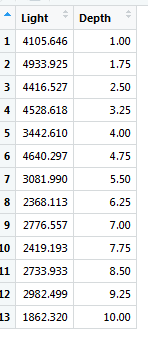 Light Depth
1 4105.646 1.00
2 4933.925 1.75
3 4416.527 2.50
4 4528.618 3.25
5 3442.610 4.00
6 4640.297 4.75
7 3081.990 5.50
8 2368.113 6.25
9 2776.557 7.00
10 2419.193 7.75
11 2733.933 8.50
12 2982.499 9.25
13 1862.320 10.00